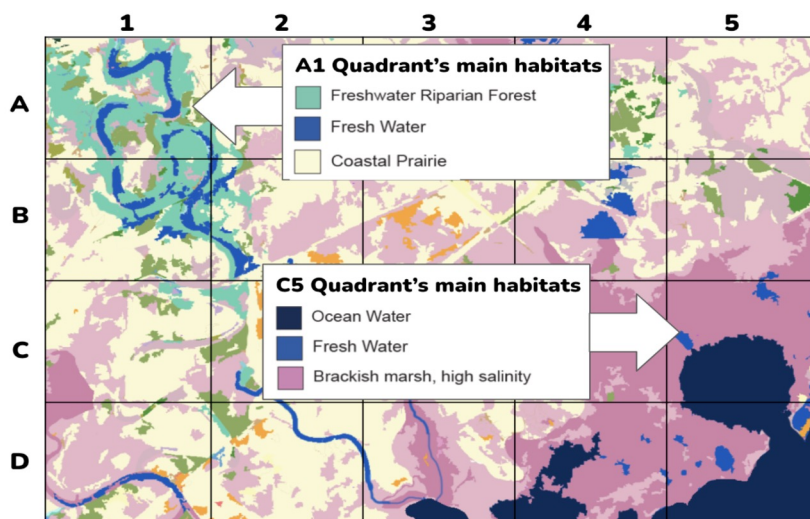 1 2 3 4 5
A
B
C
D
A1 Quadrant's main habitats
Freshwater Riparian Forest
Fresh Water
Coastal Prairie
C5 Quadrant's main habitats
Ocean Water
Fresh Water
Brackish marsh, high salinity